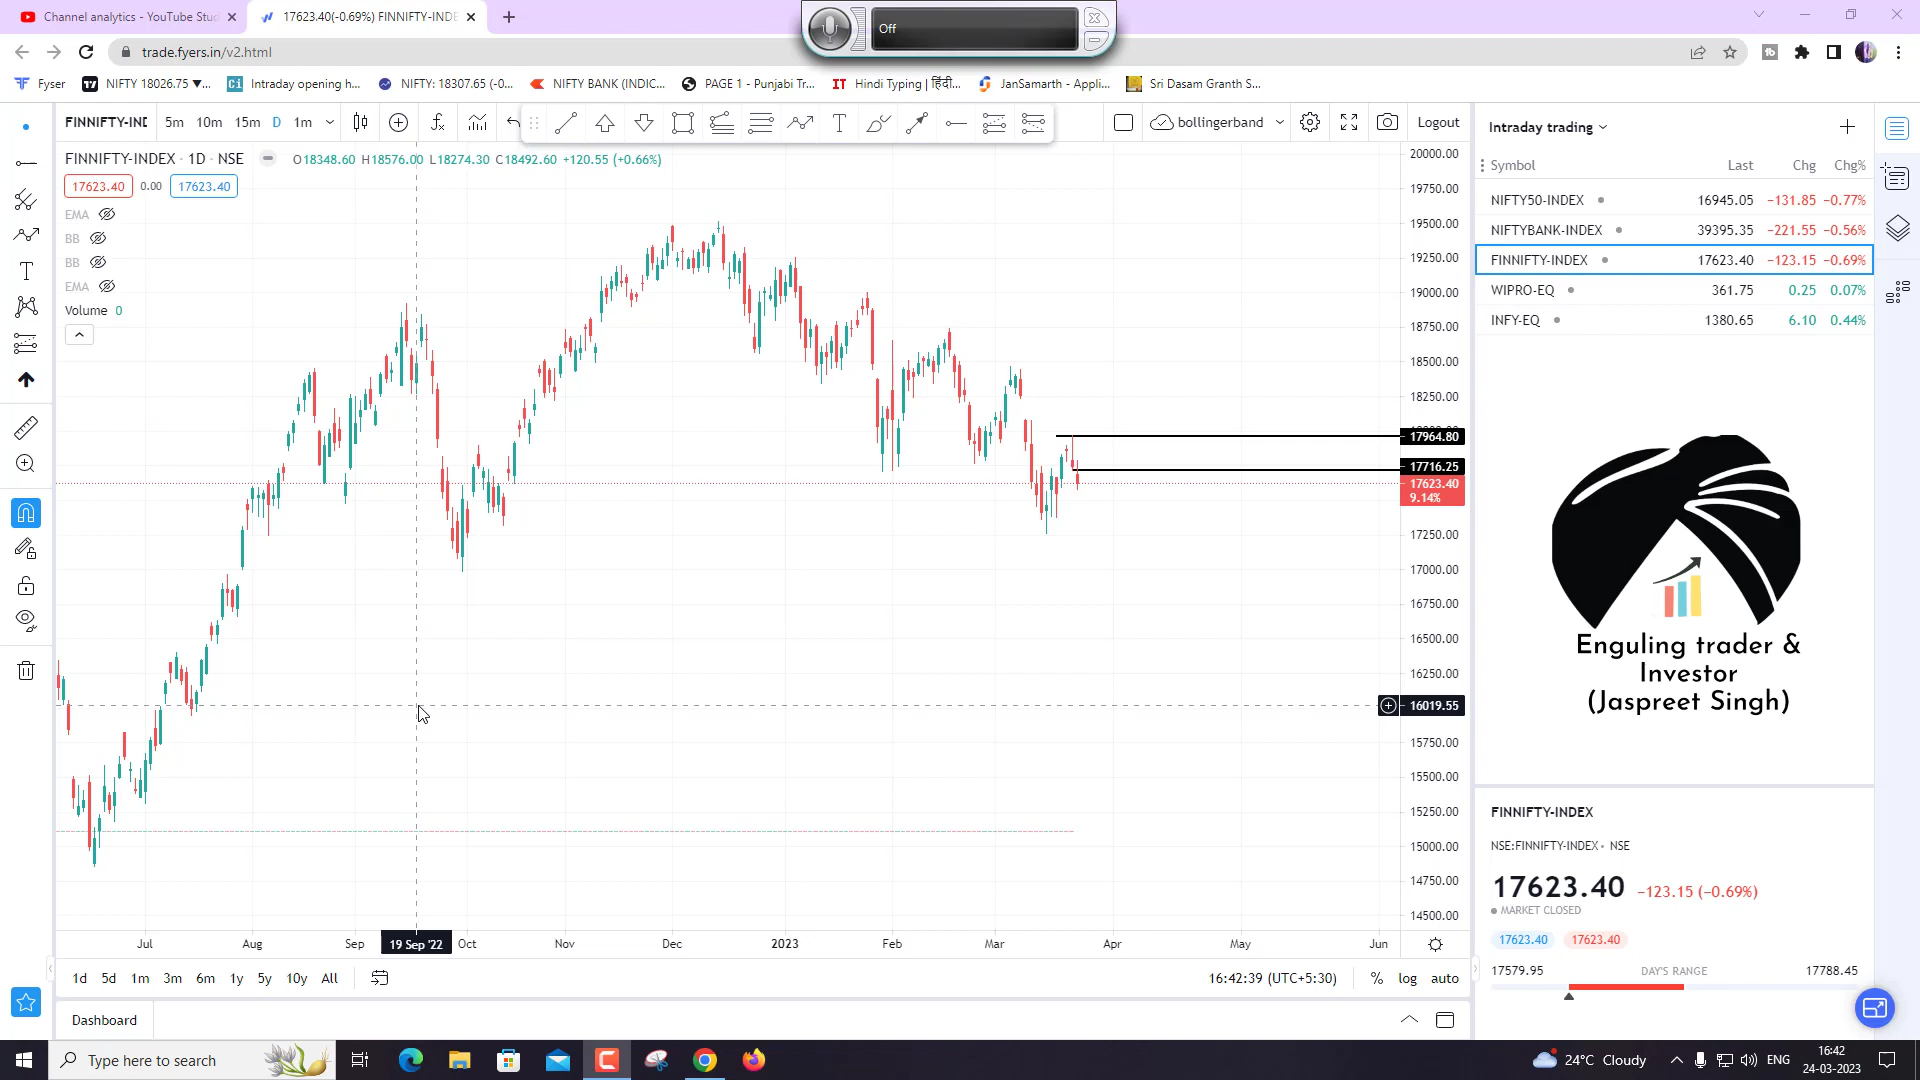 Channel analytics - YouTube Stu
17623.40(-0.69%) FINNIFTY-INDE
Off
trade.fyers.in/v2.html
Fyser
NIFTY 18026.75 ▼...
Intraday opening h...
NIFTY: 18307.65 (-0...
NIFTY BANK (INDIC...
PAGE 1 - Punjabi Tr...
Hindi Typing | हिंदी...
JanSamarth - Appli...
Sri Dasam Granth S...
FINNIFTY-IND
5m 10m 15m D 1m
bollingerband
Logout
FINNIFTY-INDEX · 1D · NSE
O18348.60 H18576.00 L18274.30 C18492.60 +120.55 (+0.66%)
17623.40 0.00 17623.40
EMA
BB
BB
EMA
Volume 0
20000.00
19750.00
19500.00
19250.00
19000.00
18750.00
18500.00
18250.00
17964.80
17716.25
17623.40
9.14%
17250.00
17000.00
16750.00
16500.00
16250.00
16019.55
15750.00
15500.00
15250.00
15000.00
14750.00
14500.00
Jul Aug Sep 19 Sep '22 Oct Nov Dec 2023 Feb Mar Apr May Jun
1d 5d 1m 3m 6m 1y 5y 10y All
16:42:39 (UTC+5:30) % log auto
Dashboard
Intraday trading
Symbol Last Chg Chg%
NIFTY50-INDEX 16945.05 −131.85 −0.77%
NIFTYBANK-INDEX 39395.35 −221.55 −0.56%
FINNIFTY-INDEX 17623.40 −123.15 −0.69%
WIPRO-EQ 361.75 0.25 0.07%
INFY-EQ 1380.65 6.10 0.44%
Enguling trader &
Investor
(Jaspreet Singh)
FINNIFTY-INDEX
NSE:FINNIFTY-INDEX • NSE
17623.40 −123.15 (−0.69%)
MARKET CLOSED
17623.40 17623.40
17579.95 DAY'S RANGE 17788.45
Type here to search
24°C Cloudy
ENG
16:42
24-03-2023